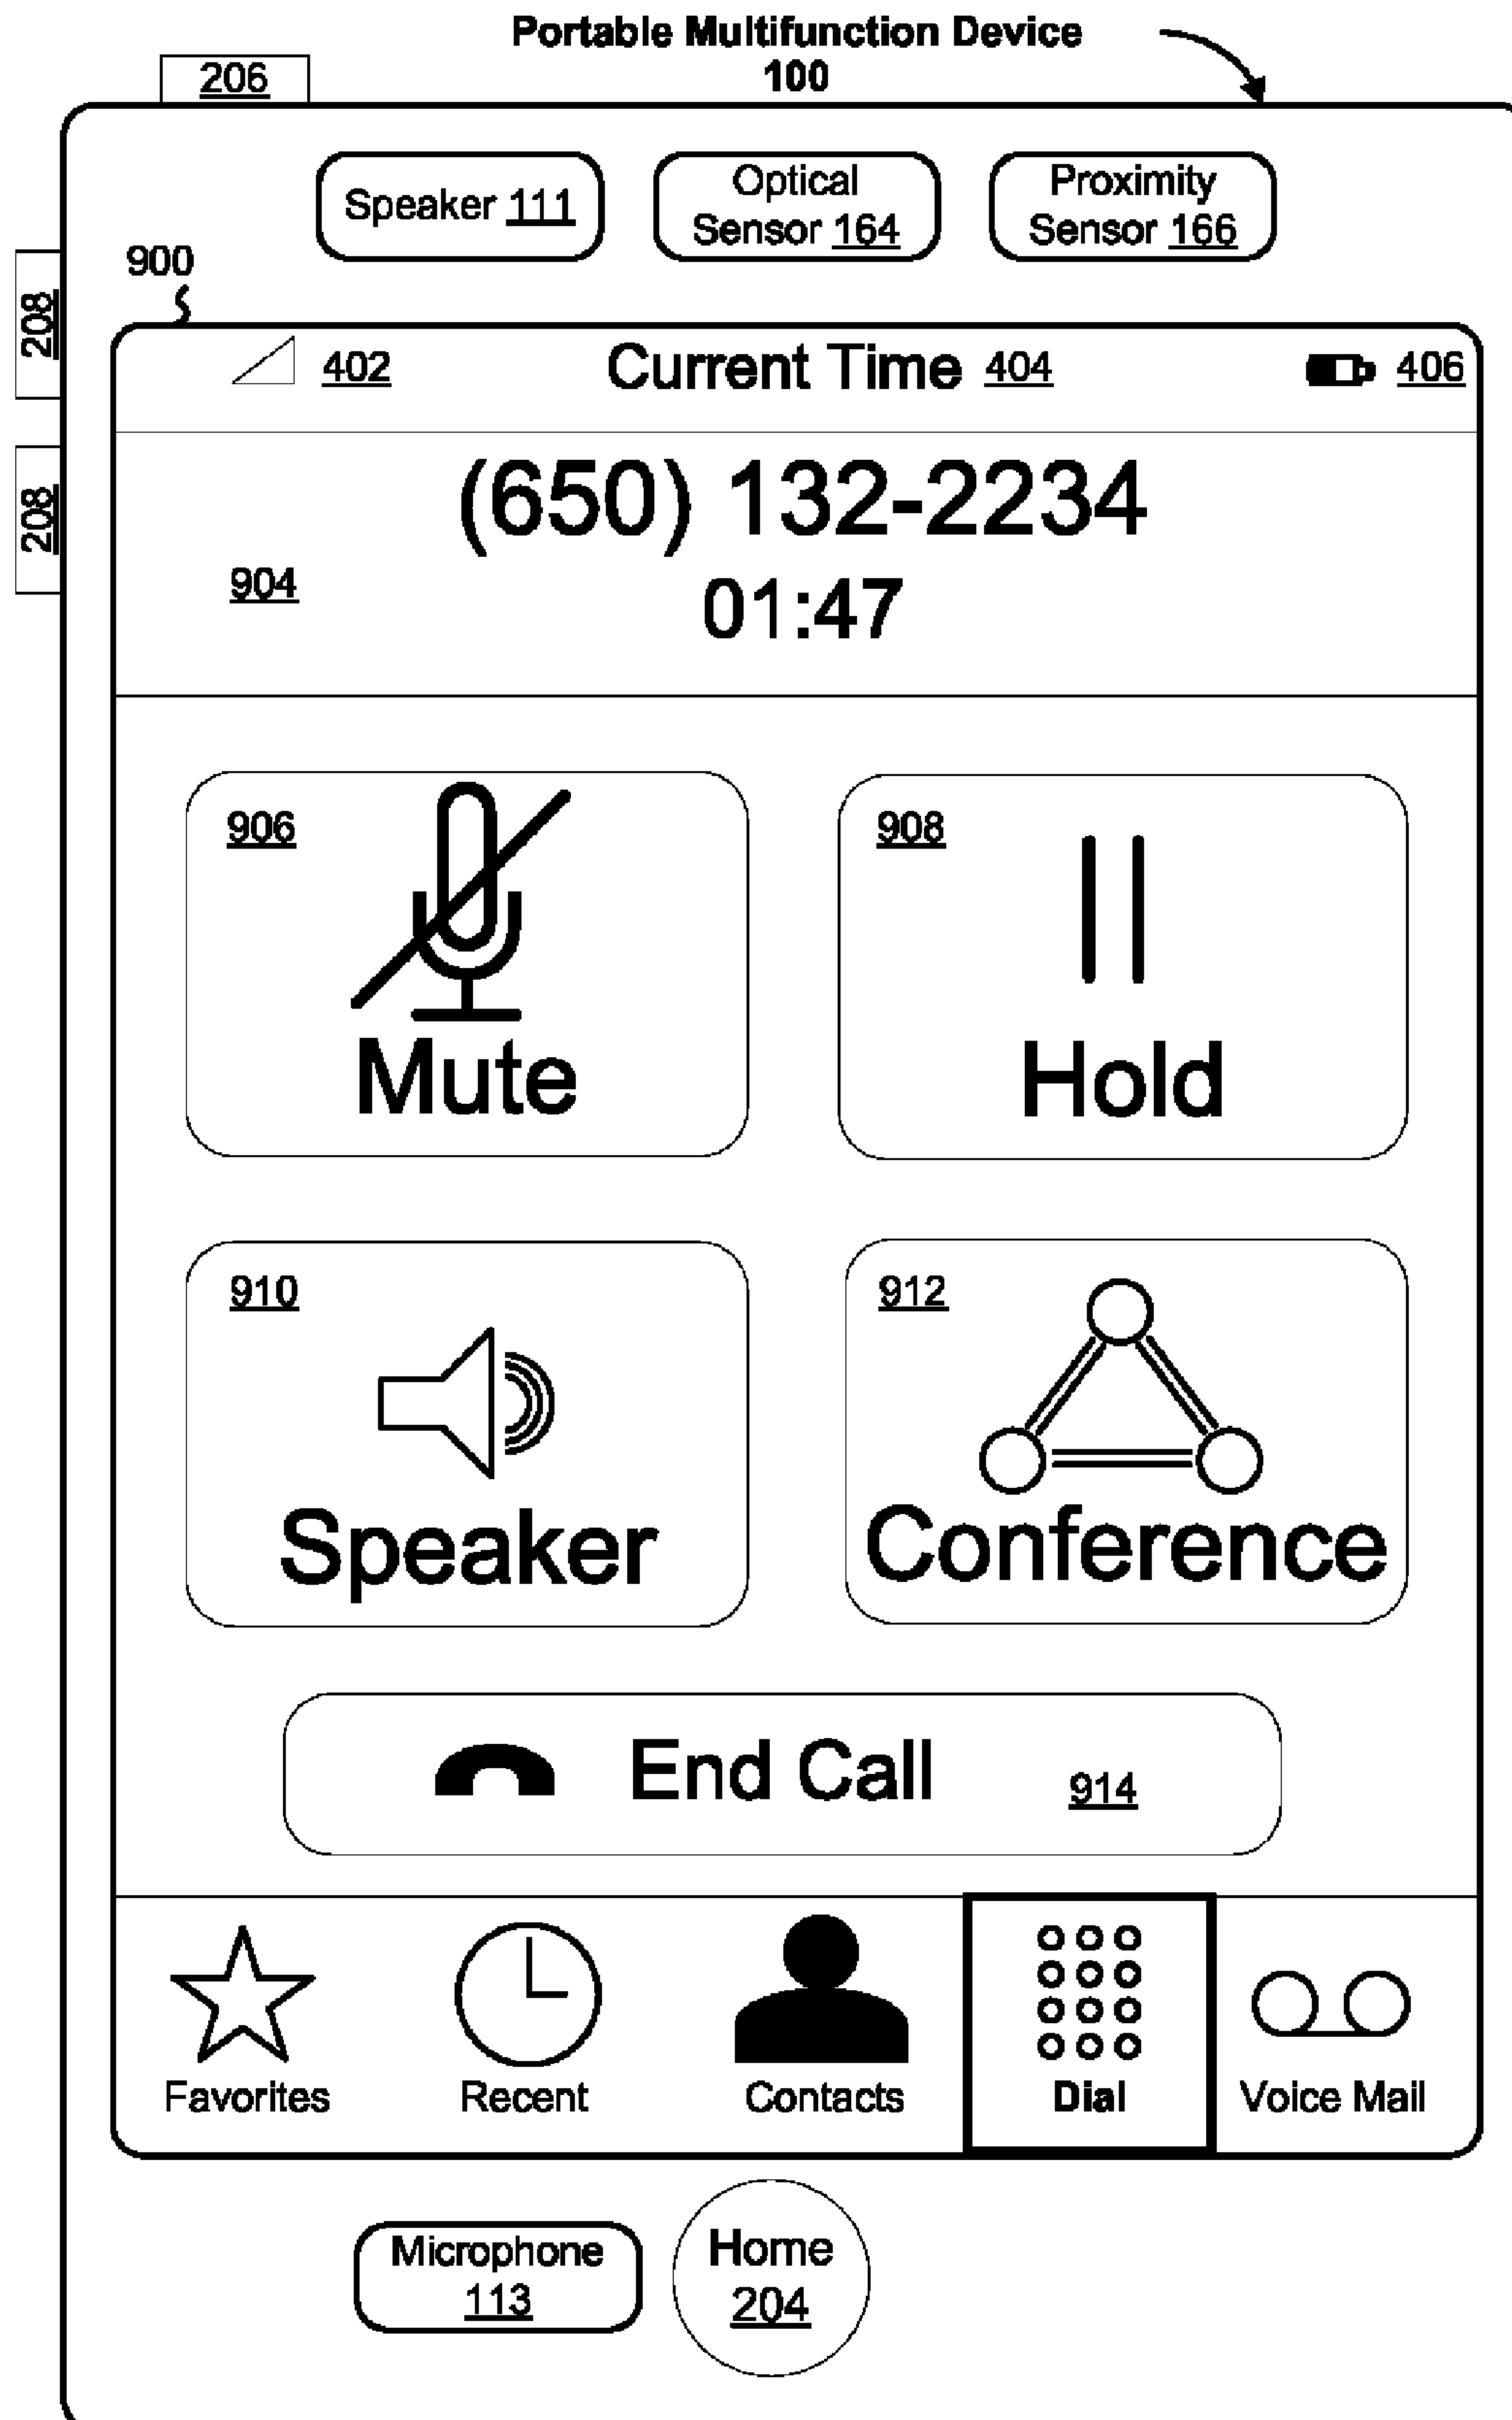 Portable Multifunction Device
100
206
Speaker 111
Optical
Sensor 164
Proximity
Sensor 166
900
208
208
402
Current Time 404
406
(650) 132-2234
904
01:47
906
Mute
908
Hold
910
Speaker
912
Conference
End Call
914
Favorites
Recent
Contacts
Dial
Voice Mail
Microphone
113
Home
204